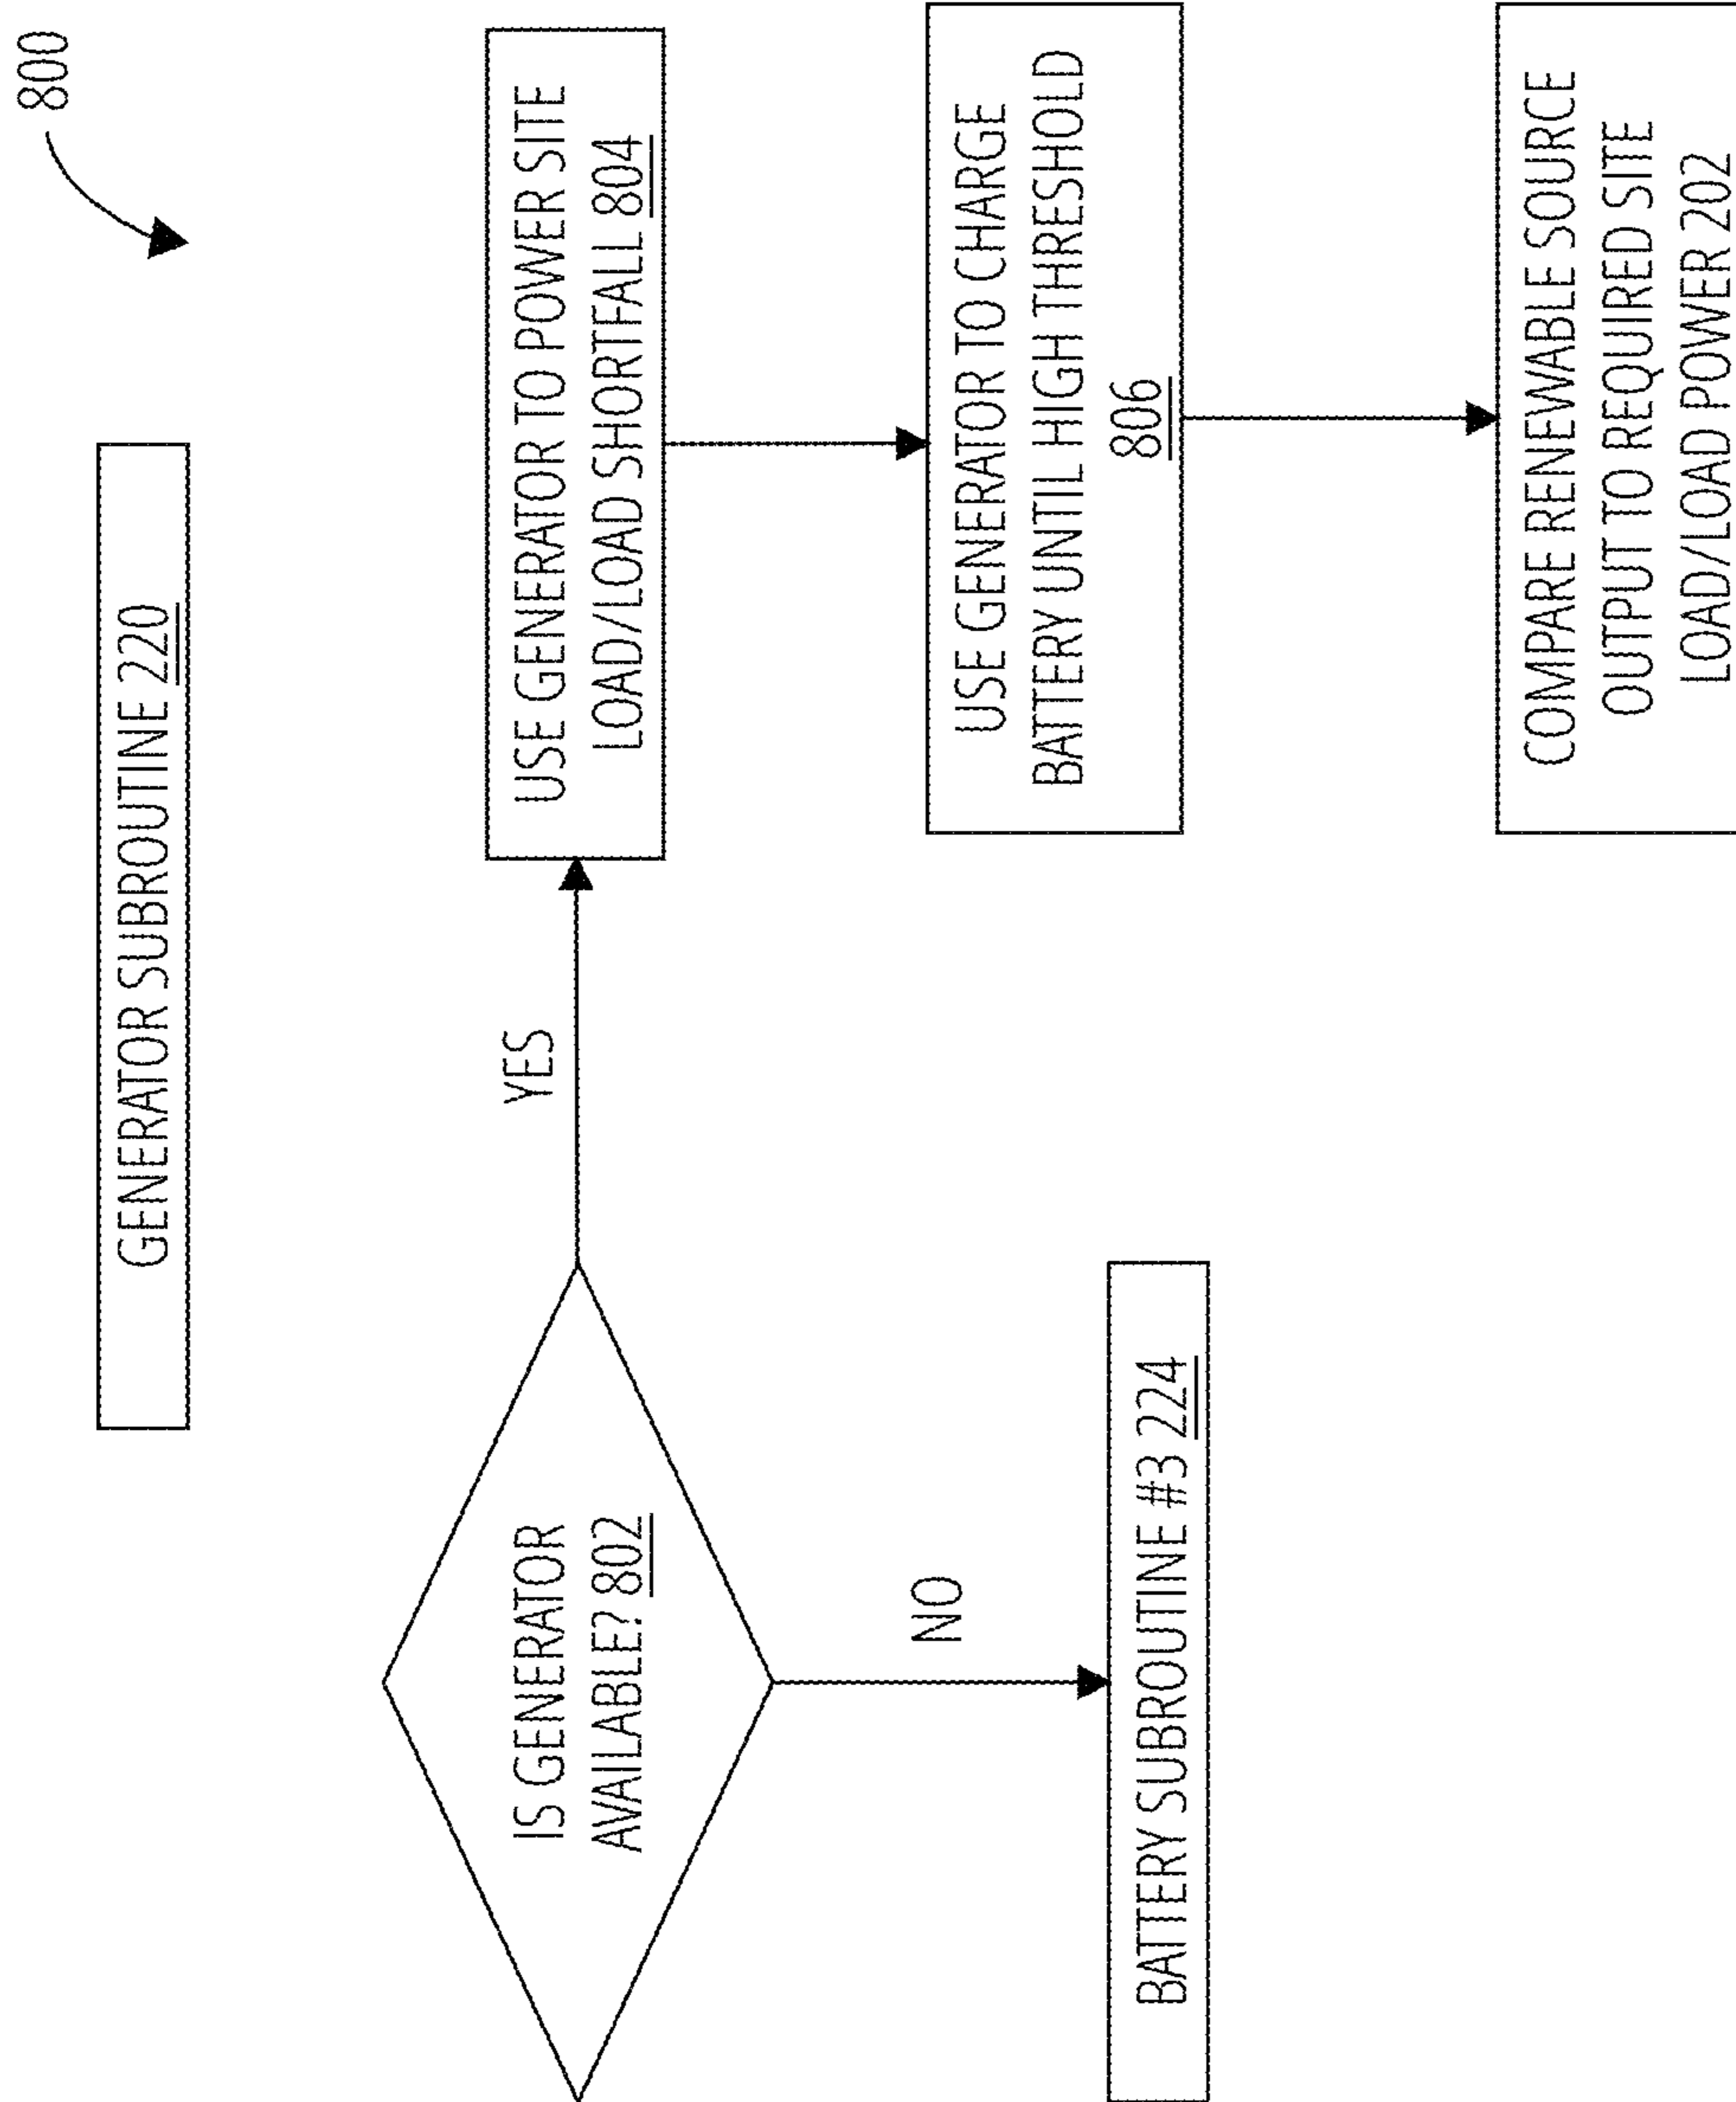 800
GENERATOR SUBROUTINE 220
IS GENERATOR
AVAILABLE? 802
YES
USE GENERATOR TO POWER SITE
LOAD/LOAD SHORTFALL 804
NO
BATTERY SUBROUTINE #3 224
USE GENERATOR TO CHARGE
BATTERY UNTIL HIGH THRESHOLD
806
COMPARE RENEWABLE SOURCE
OUTPUT TO REQUIRED SITE
LOAD/LOAD POWER 202